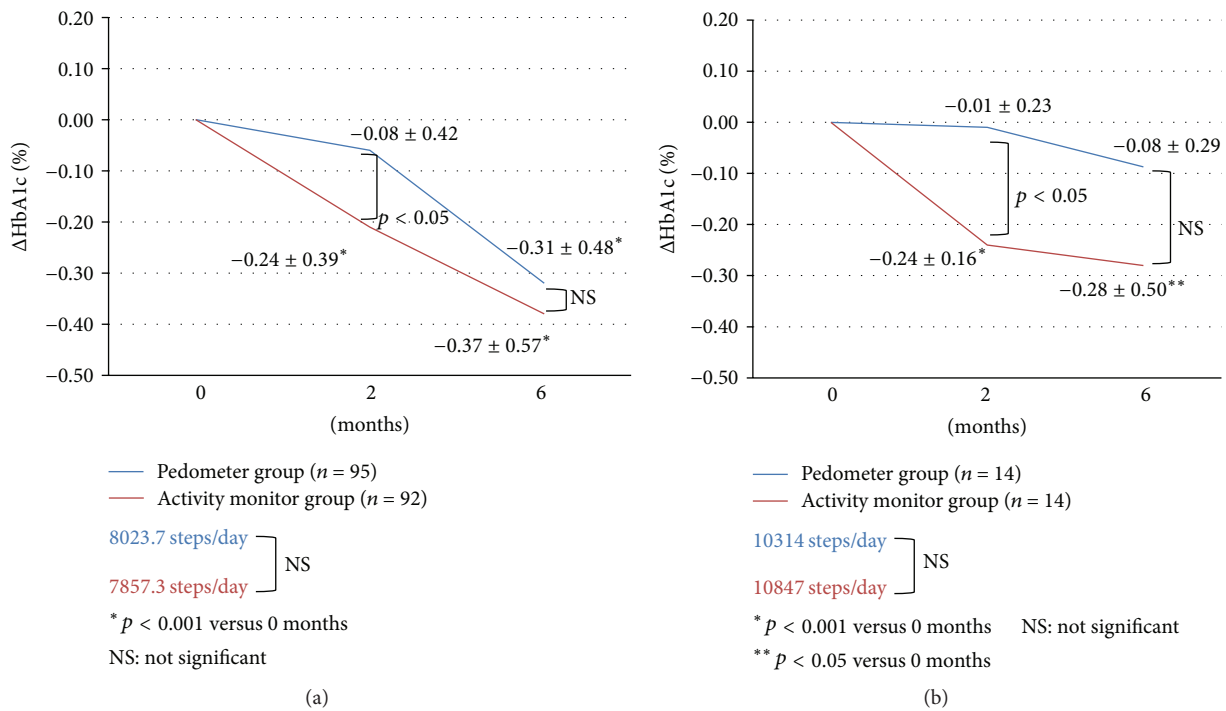 0.20
0.10
0.00
−0.10
−0.20
−0.30
−0.40
−0.50
ΔHbA1c (%)
−0.08 ± 0.42
p < 0.05
−0.24 ± 0.39*
−0.31 ± 0.48*
NS
−0.37 ± 0.57*
0 2 6
(months)
Pedometer group (n = 95)
Activity monitor group (n = 92)
8023.7 steps/day
NS
7857.3 steps/day
* p < 0.001 versus 0 months
NS: not significant
(a)
0.20
0.10
0.00
−0.10
−0.20
−0.30
−0.40
−0.50
ΔHbA1c (%)
−0.01 ± 0.23
−0.08 ± 0.29
p < 0.05
NS
−0.24 ± 0.16*
−0.28 ± 0.50**
0 2 6
(months)
Pedometer group (n = 14)
Activity monitor group (n = 14)
10314 steps/day
NS
10847 steps/day
* p < 0.001 versus 0 months NS: not significant
** p < 0.05 versus 0 months
(b)